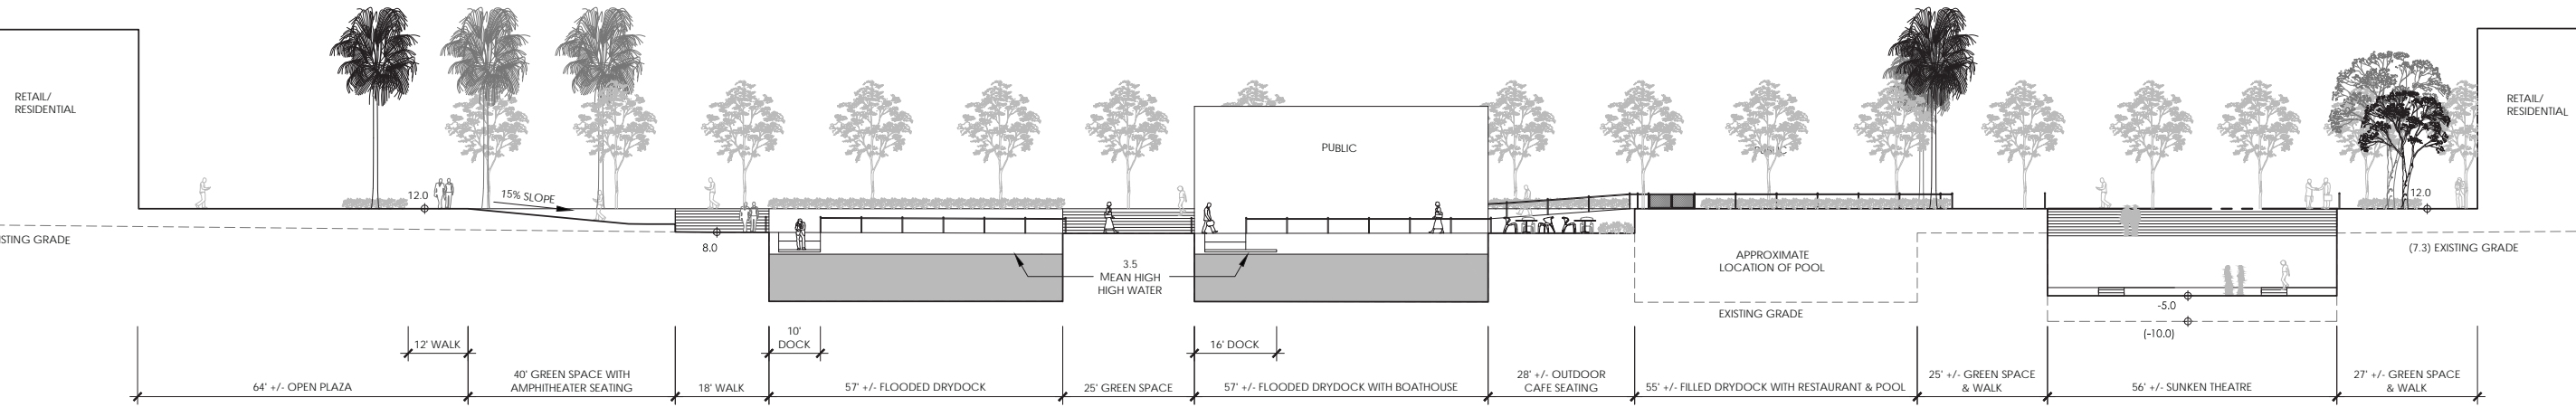 RETAIL/
RESIDENTIAL
PUBLIC
PUBLIC
RETAIL/
RESIDENTIAL
12.0
15% SLOPE
12.0
GRADE
8.0
3.5
MEAN HIGH
HIGH WATER
APPROXIMATE
LOCATION OF POOL
EXISTING GRADE
(7.3) EXISTING GRADE
-5.0
(-10.0)
12' WALK
10'
DOCK
16' DOCK
64' +/- OPEN PLAZA
40' GREEN SPACE WITH
AMPHITHEATER SEATING
18' WALK
57' +/- FLOODED DRYDOCK
25' GREEN SPACE
57' +/- FLOODED DRYDOCK WITH BOATHOUSE
28' +/- OUTDOOR
CAFE SEATING
55' +/- FILLED DRYDOCK WITH RESTAURANT & POOL
25' +/- GREEN SPACE
& WALK
56' +/- SUNKEN THEATRE
27' +/- GREEN SPACE
& WALK